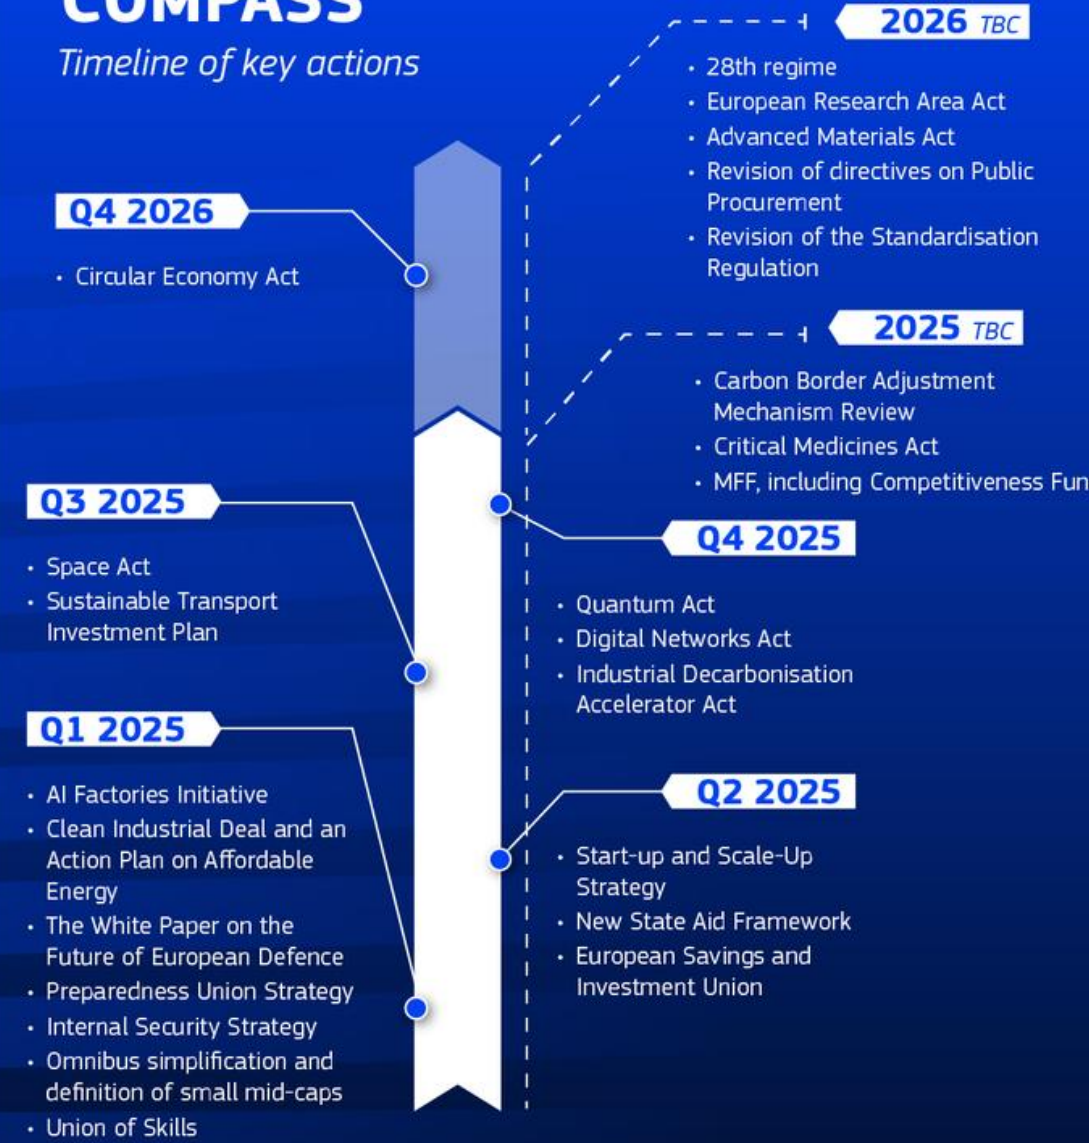 COMPASS
Timeline of key actions
2026 TBC
• 28th regime
• European Research Area Act
• Advanced Materials Act
• Revision of directives on Public
Procurement
• Revision of the Standardisation
Regulation
Q4 2026
• Circular Economy Act
2025 TBC
• Carbon Border Adjustment
Mechanism Review
• Critical Medicines Act
• MFF, including Competitiveness Fun
Q4 2025
• Quantum Act
• Digital Networks Act
• Industrial Decarbonisation
Accelerator Act
Q3 2025
• Space Act
• Sustainable Transport
Investment Plan
Q2 2025
• Start-up and Scale-Up
Strategy
• New State Aid Framework
• European Savings and
Investment Union
Q1 2025
• AI Factories Initiative
• Clean Industrial Deal and an
Action Plan on Affordable
Energy
• The White Paper on the
Future of European Defence
• Preparedness Union Strategy
• Internal Security Strategy
• Omnibus simplification and
definition of small mid-caps
• Union of Skills